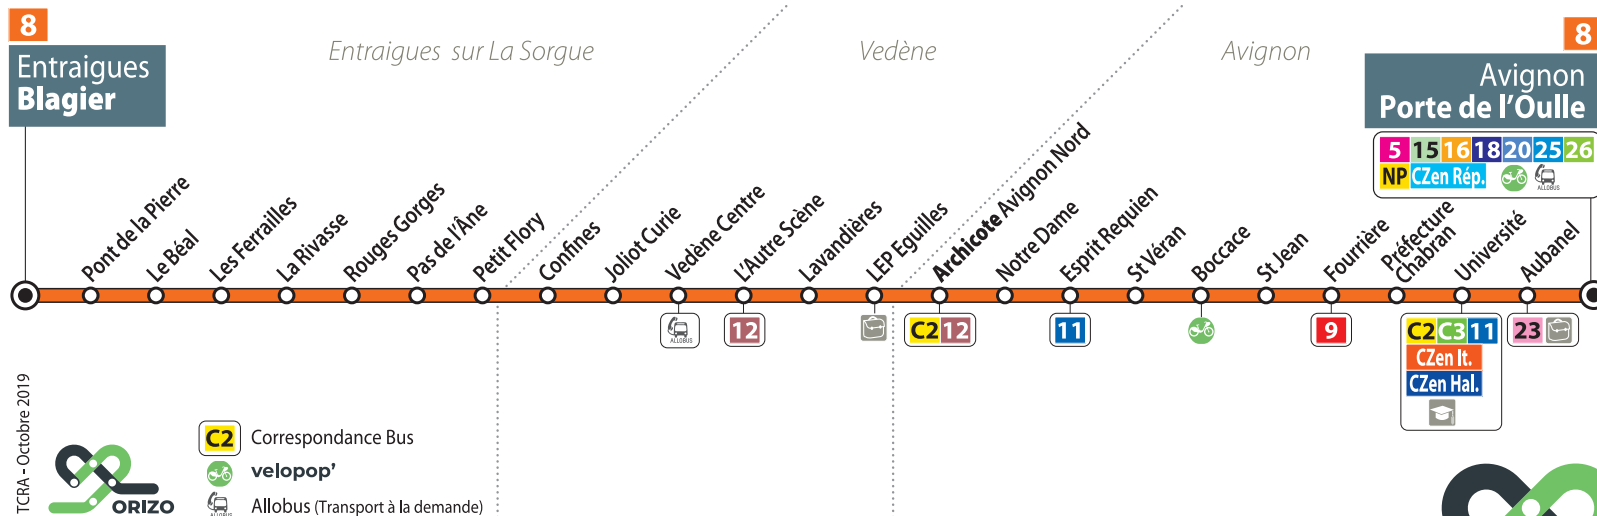 8
Entraigues
Blagier
Entraigues sur La Sorgue
Vedène
Avignon
8
Avignon
Porte de l'Oulle
5 15 16 18 20 25 26
NP CZen Rép.
ALLOBUS
Pont de la Pierre
Le Béal
Les Ferrailles
La Rivasse
Rouges Gorges
Pas de l'Âne
Petit Flory
Confines
Joliot Curie
Vedène Centre
L'Autre Scène
Lavandières
LEP Eguilles
Archicote Avignon Nord
Notre Dame
Esprit Requien
St Véran
Boccace
St Jean
Fourrière
Préfecture
Chabran
Université
Aubanel
ALLOBUS
12
C2 12
11
9
C2 C3 11
CZen It.
CZen Hal.
23
TCRA - Octobre 2019
ORIZO
C2 Correspondance Bus
velopop'
Allobus (Transport à la demande)
ALLOBUS